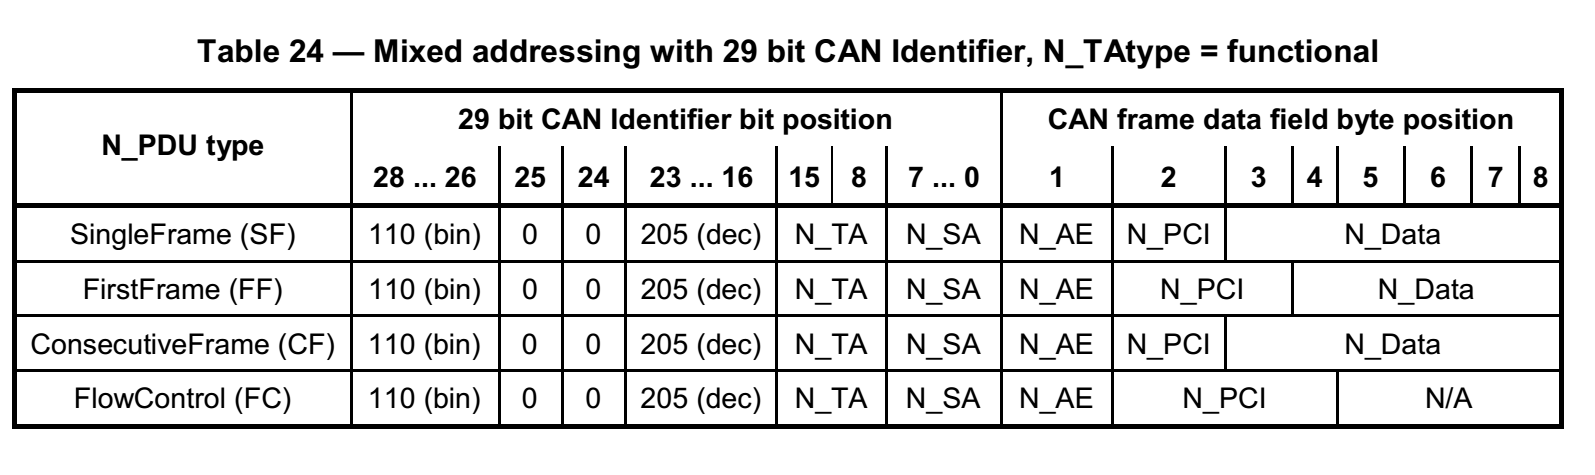 Table 24 — Mixed addressing with 29 bit CAN Identifier, N_TAtype = functional
N_PDU type 29 bit CAN Identifier bit position CAN frame data field byte position
28 ... 26 25 24 23 ... 16 15 8 7 ... 0 1 2 3 4 5 6 7 8
SingleFrame (SF) 110 (bin) 0 0 205 (dec) N_TA N_SA N_AE N_PCI N_Data
FirstFrame (FF) 110 (bin) 0 0 205 (dec) N_TA N_SA N_AE N_PCI N_Data
ConsecutiveFrame (CF) 110 (bin) 0 0 205 (dec) N_TA N_SA N_AE N_PCI N_Data
FlowControl (FC) 110 (bin) 0 0 205 (dec) N_TA N_SA N_AE N_PCI N/A